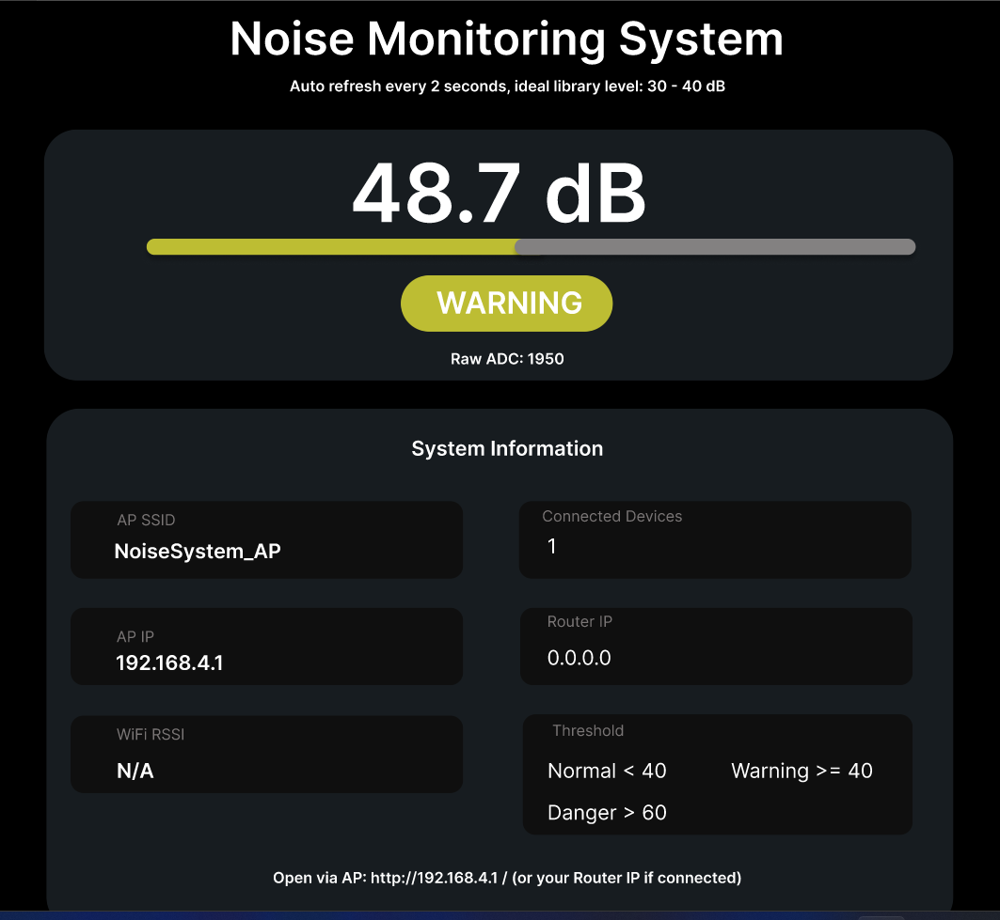 Noise Monitoring System
Auto refresh every 2 seconds, ideal library level: 30 - 40 dB
48.7 dB
WARNING
Raw ADC: 1950
System Information
AP SSID
NoiseSystem_AP
Connected Devices
1
AP IP
192.168.4.1
Router IP
0.0.0.0
WiFi RSSI
N/A
Threshold
Normal < 40 Warning >= 40
Danger > 60
Open via AP: http://192.168.4.1 / (or your Router IP if connected)